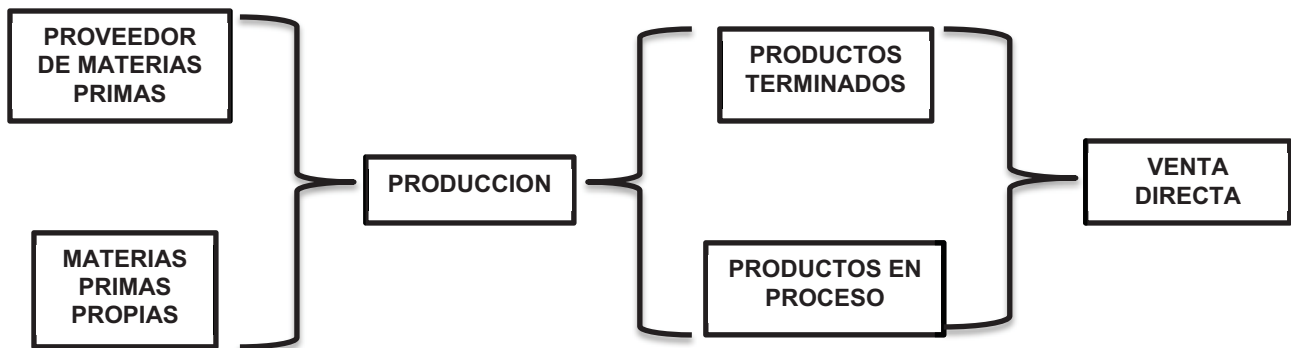 PROVEEDOR
DE MATERIAS
PRIMAS
MATERIAS
PRIMAS
PROPIAS
PRODUCCION
PRODUCTOS
TERMINADOS
PRODUCTOS EN
PROCESO
VENTA
DIRECTA